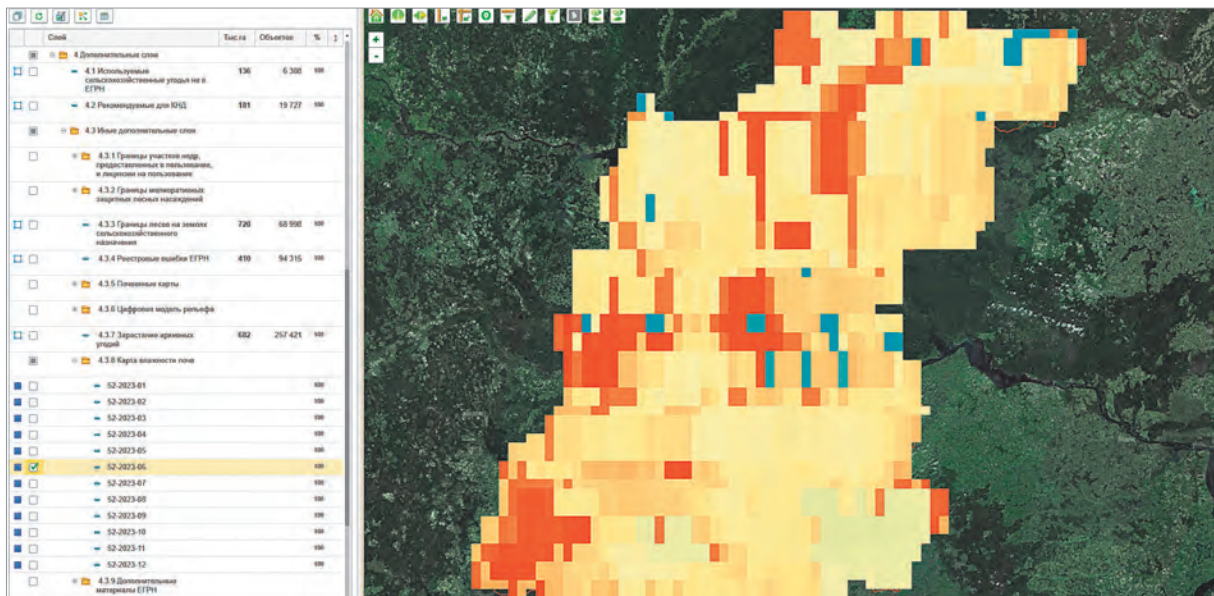 Слой Тыс.га Объектов %
4 Дополнительные слои
4.1 Используемые 136 6 388 100
сельскохозяйственные угодья не в
ЕГРН
4.2 Рекомендуемые для КНД 181 19 727 100
4.3 Иные дополнительные слои
4.3.1 Границы участков недр,
предоставленных в пользование,
и лицензии на пользование
4.3.2 Границы мелиоративных
защитных лесных насаждений
4.3.3 Границы лесов на землях 720 68 998 100
сельскохозяйственного
назначения
4.3.4 Реестровые ошибки ЕГРН 410 94 315 100
4.3.5 Почвенные карты
4.3.6 Цифровая модель рельефа
4.3.7 Зарастание архивных 682 257 421 100
угодий
4.3.8 Карта влажности почв
52-2023-01 100
52-2023-02 100
52-2023-03 100
52-2023-04 100
52-2023-05 100
52-2023-06 100
52-2023-07 100
52-2023-08 100
52-2023-09 100
52-2023-10 100
52-2023-11 100
52-2023-12 100
4.3.9 Дополнительные
материалы ЕГРН
+
-